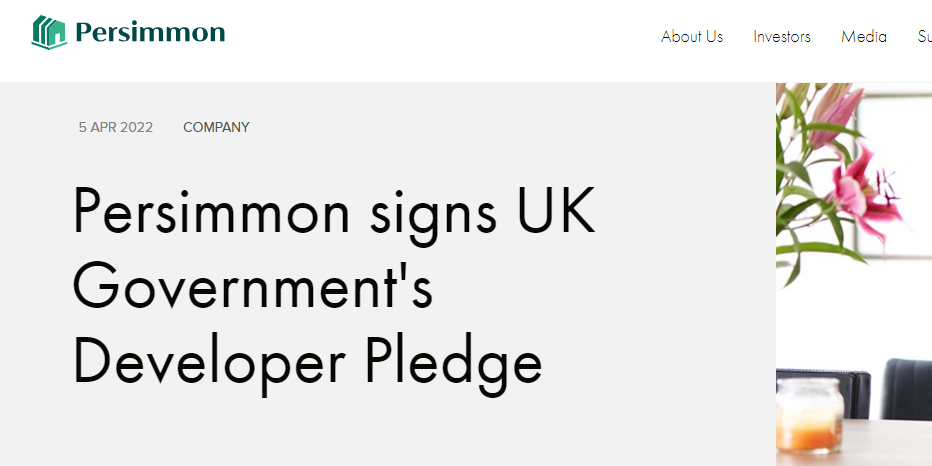 Persimmon
About Us Investors Media Su
5 APR 2022 COMPANY
Persimmon signs UK
Government's
Developer Pledge